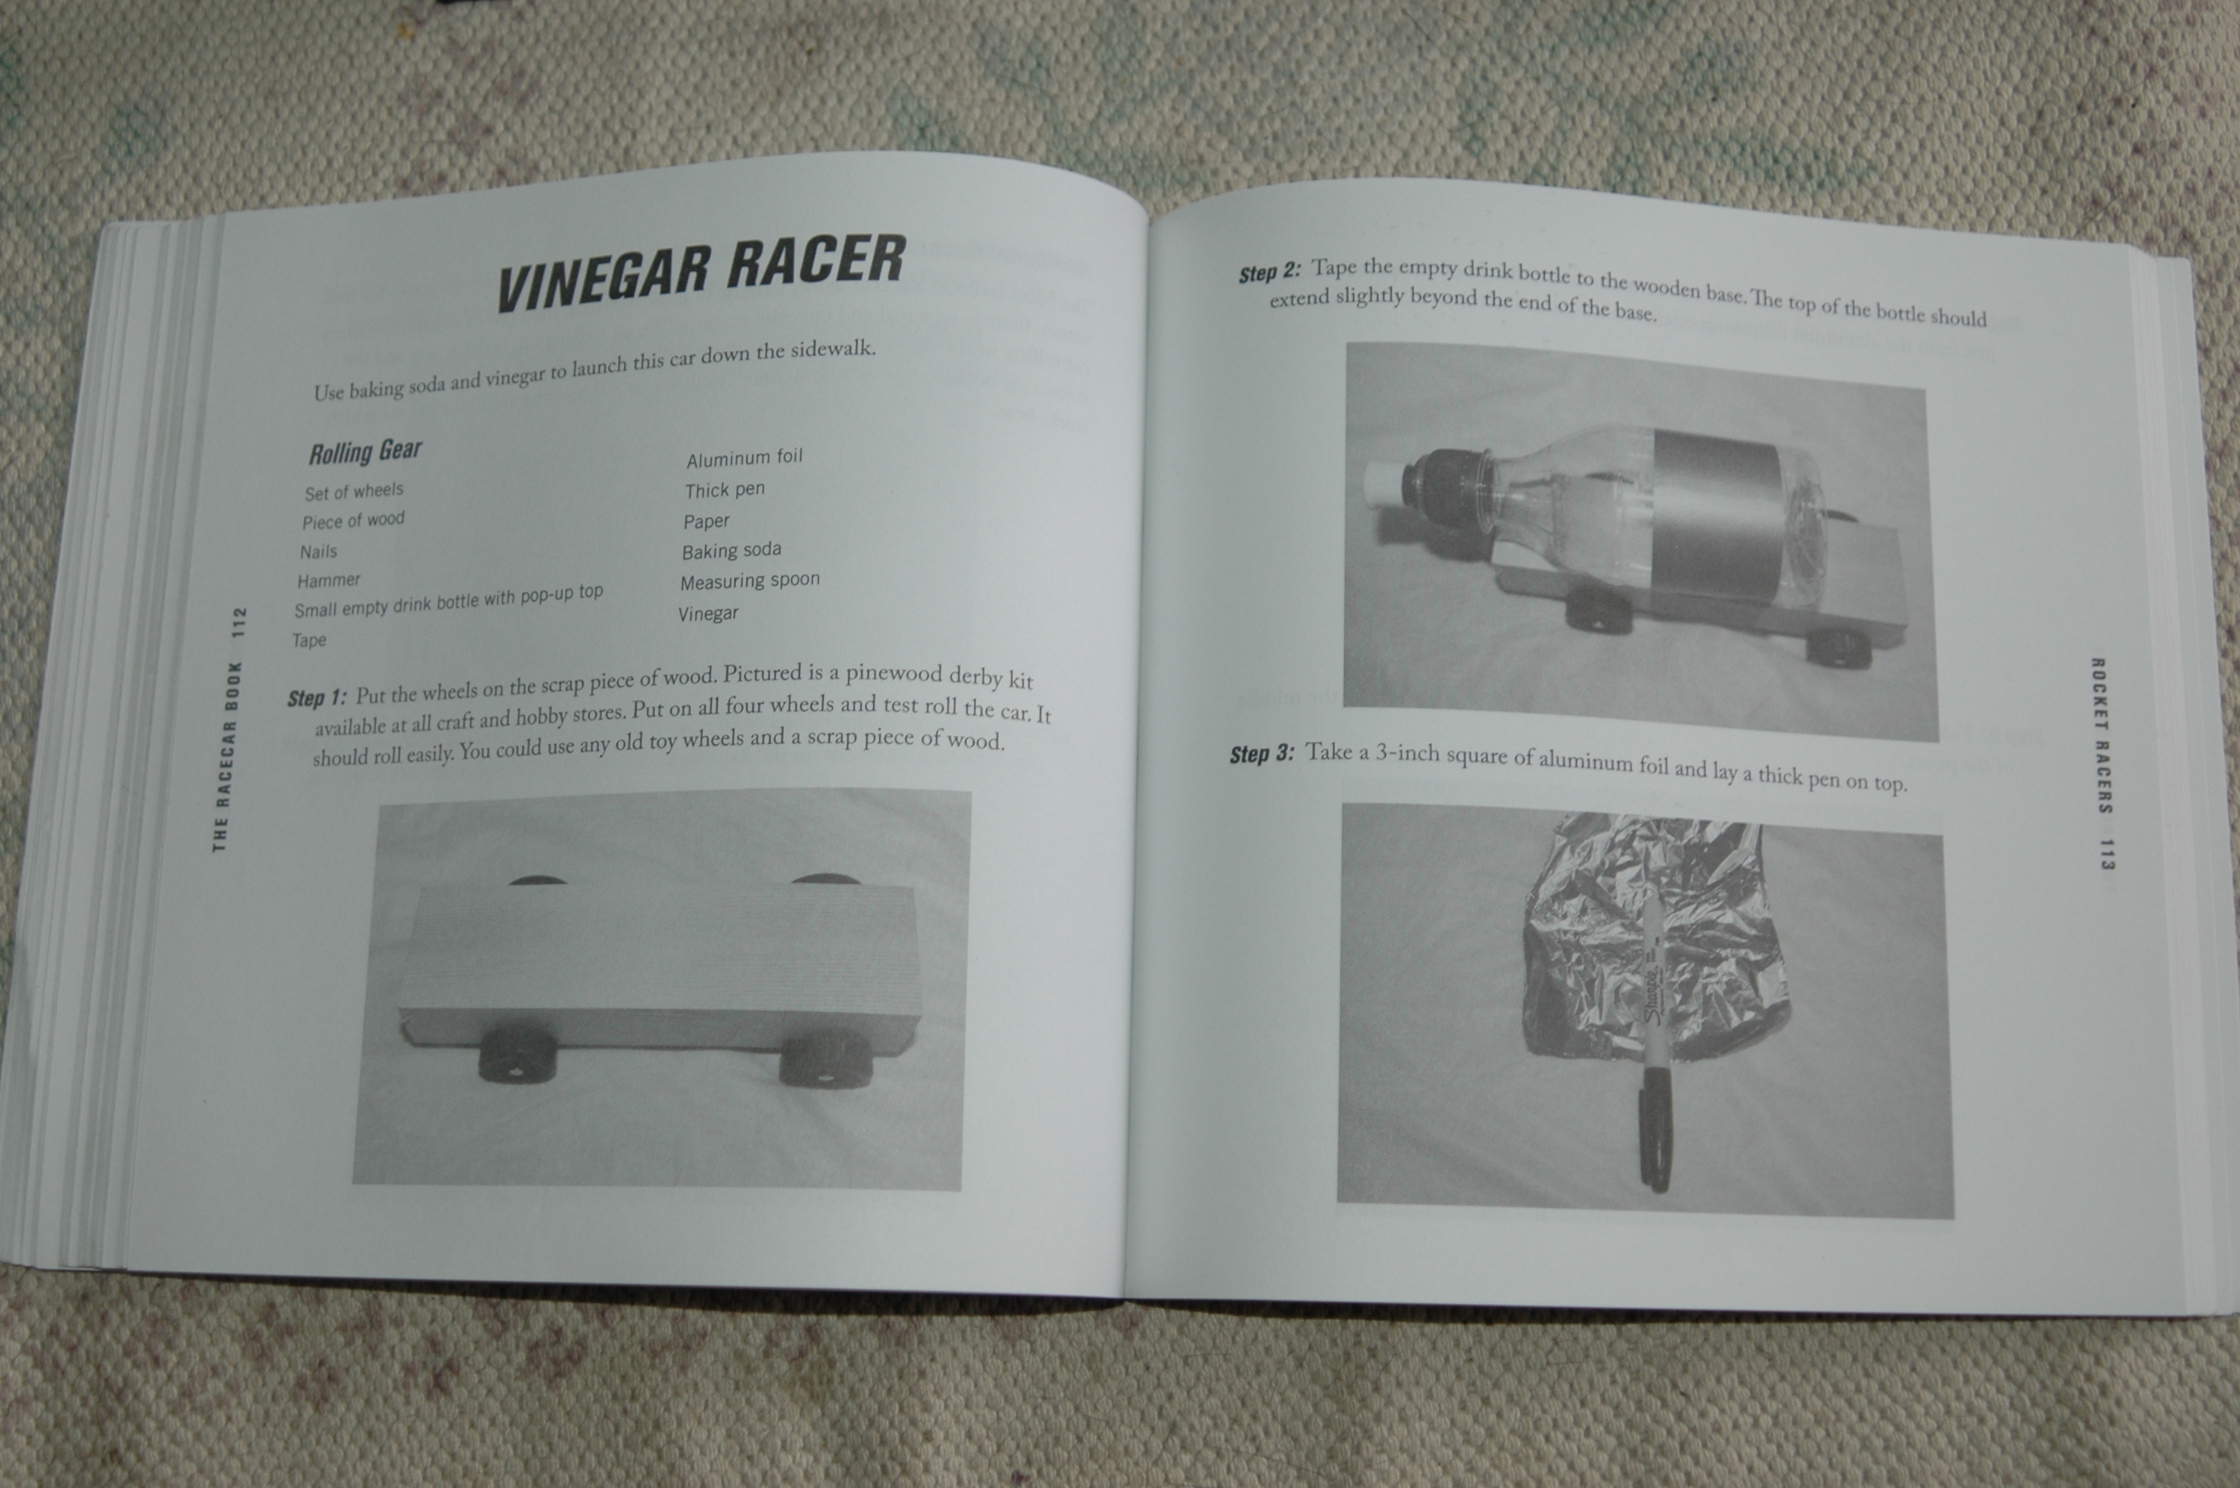 VINEGAR RACER
Use baking soda and vinegar to launch this car down the sidewalk.
Rolling Gear
Set of wheels
Piece of wood
Nails
Hammer
Small empty drink bottle with pop-up top
Tape
Aluminum foil
Thick pen
Paper
Baking soda
Measuring spoon
Vinegar
Step 1: Put the wheels on the scrap piece of wood. Pictured is a pinewood derby kit
available at all craft and hobby stores. Put on all four wheels and test roll the car. It
should roll easily. You could use any old toy wheels and a scrap piece of wood.
THE RACECAR BOOK 112
Step 2: Tape the empty drink bottle to the wooden base. The top of the bottle should
extend slightly beyond the end of the base.
Step 3: Take a 3-inch square of aluminum foil and lay a thick pen on top.
Sharpie
ROCKET RACERS 113